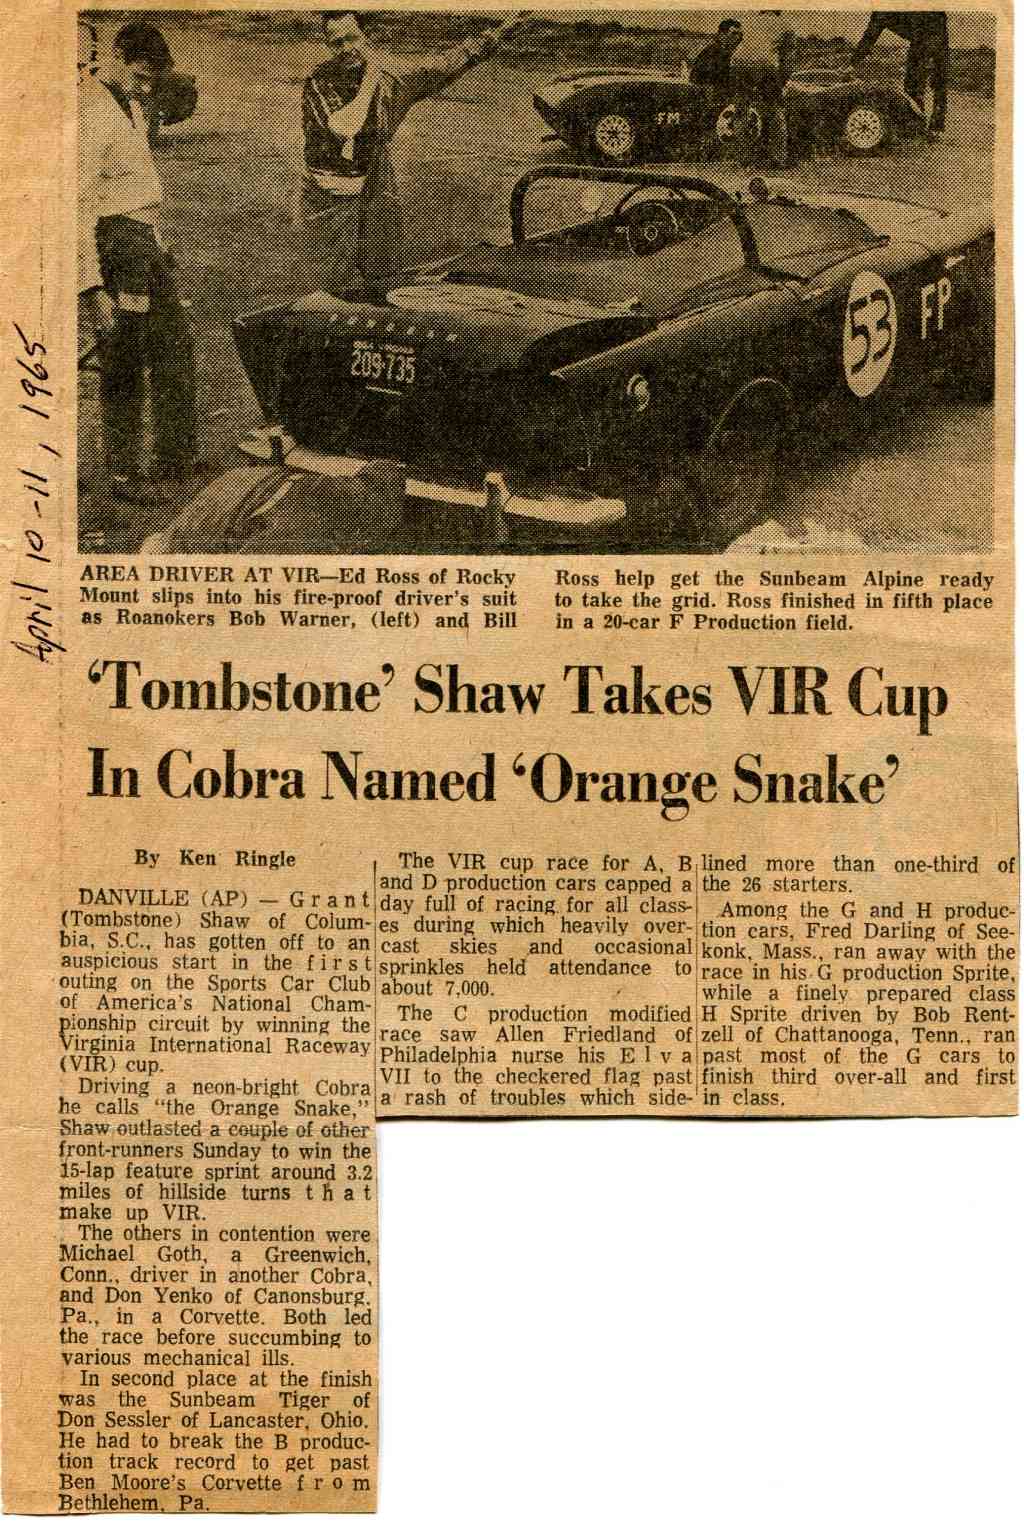 April 10-11, 1965
FM
53
FP
SUNBEAM
209-735
AREA DRIVER AT VIR—Ed Ross of Rocky
Mount slips into his fire-proof driver's suit
as Roanokers Bob Warner, (left) and Bill
Ross help get the Sunbeam Alpine ready
to take the grid. Ross finished in fifth place
in a 20-car F Production field.
'Tombstone' Shaw Takes VIR Cup
In Cobra Named 'Orange Snake'
By Ken Ringle
DANVILLE (AP) — Grant
(Tombstone) Shaw of Colum-
bia, S.C., has gotten off to an
auspicious start in the first
outing on the Sports Car Club
of America's National Cham-
pionship circuit by winning the
Virginia International Raceway
(VIR) cup.
Driving a neon-bright Cobra
he calls "the Orange Snake,"
Shaw outlasted a couple of other
front-runners Sunday to win the
15-lap feature sprint around 3.2
miles of hillside turns that
make up VIR.
The others in contention were
Michael Goth, a Greenwich,
Conn., driver in another Cobra,
and Don Yenko of Canonsburg,
Pa., in a Corvette. Both led
the race before succumbing to
various mechanical ills.
In second place at the finish
was the Sunbeam Tiger of
Don Sessler of Lancaster, Ohio.
He had to break the B produc-
tion track record to get past
Ben Moore's Corvette from
Bethlehem, Pa.
The VIR cup race for A, B
and D production cars capped a
day full of racing for all class-
es during which heavily over-
cast skies and occasional
sprinkles held attendance to
about 7,000.
The C production modified
race saw Allen Friedland of
Philadelphia nurse his Elva
VII to the checkered flag past
a rash of troubles which side-
lined more than one-third of
the 26 starters.
Among the G and H produc-
tion cars, Fred Darling of See-
konk, Mass., ran away with the
race in his G production Sprite,
while a finely prepared class
H Sprite driven by Bob Rent-
zell of Chattanooga, Tenn., ran
past most of the G cars to
finish third over-all and first
in class.